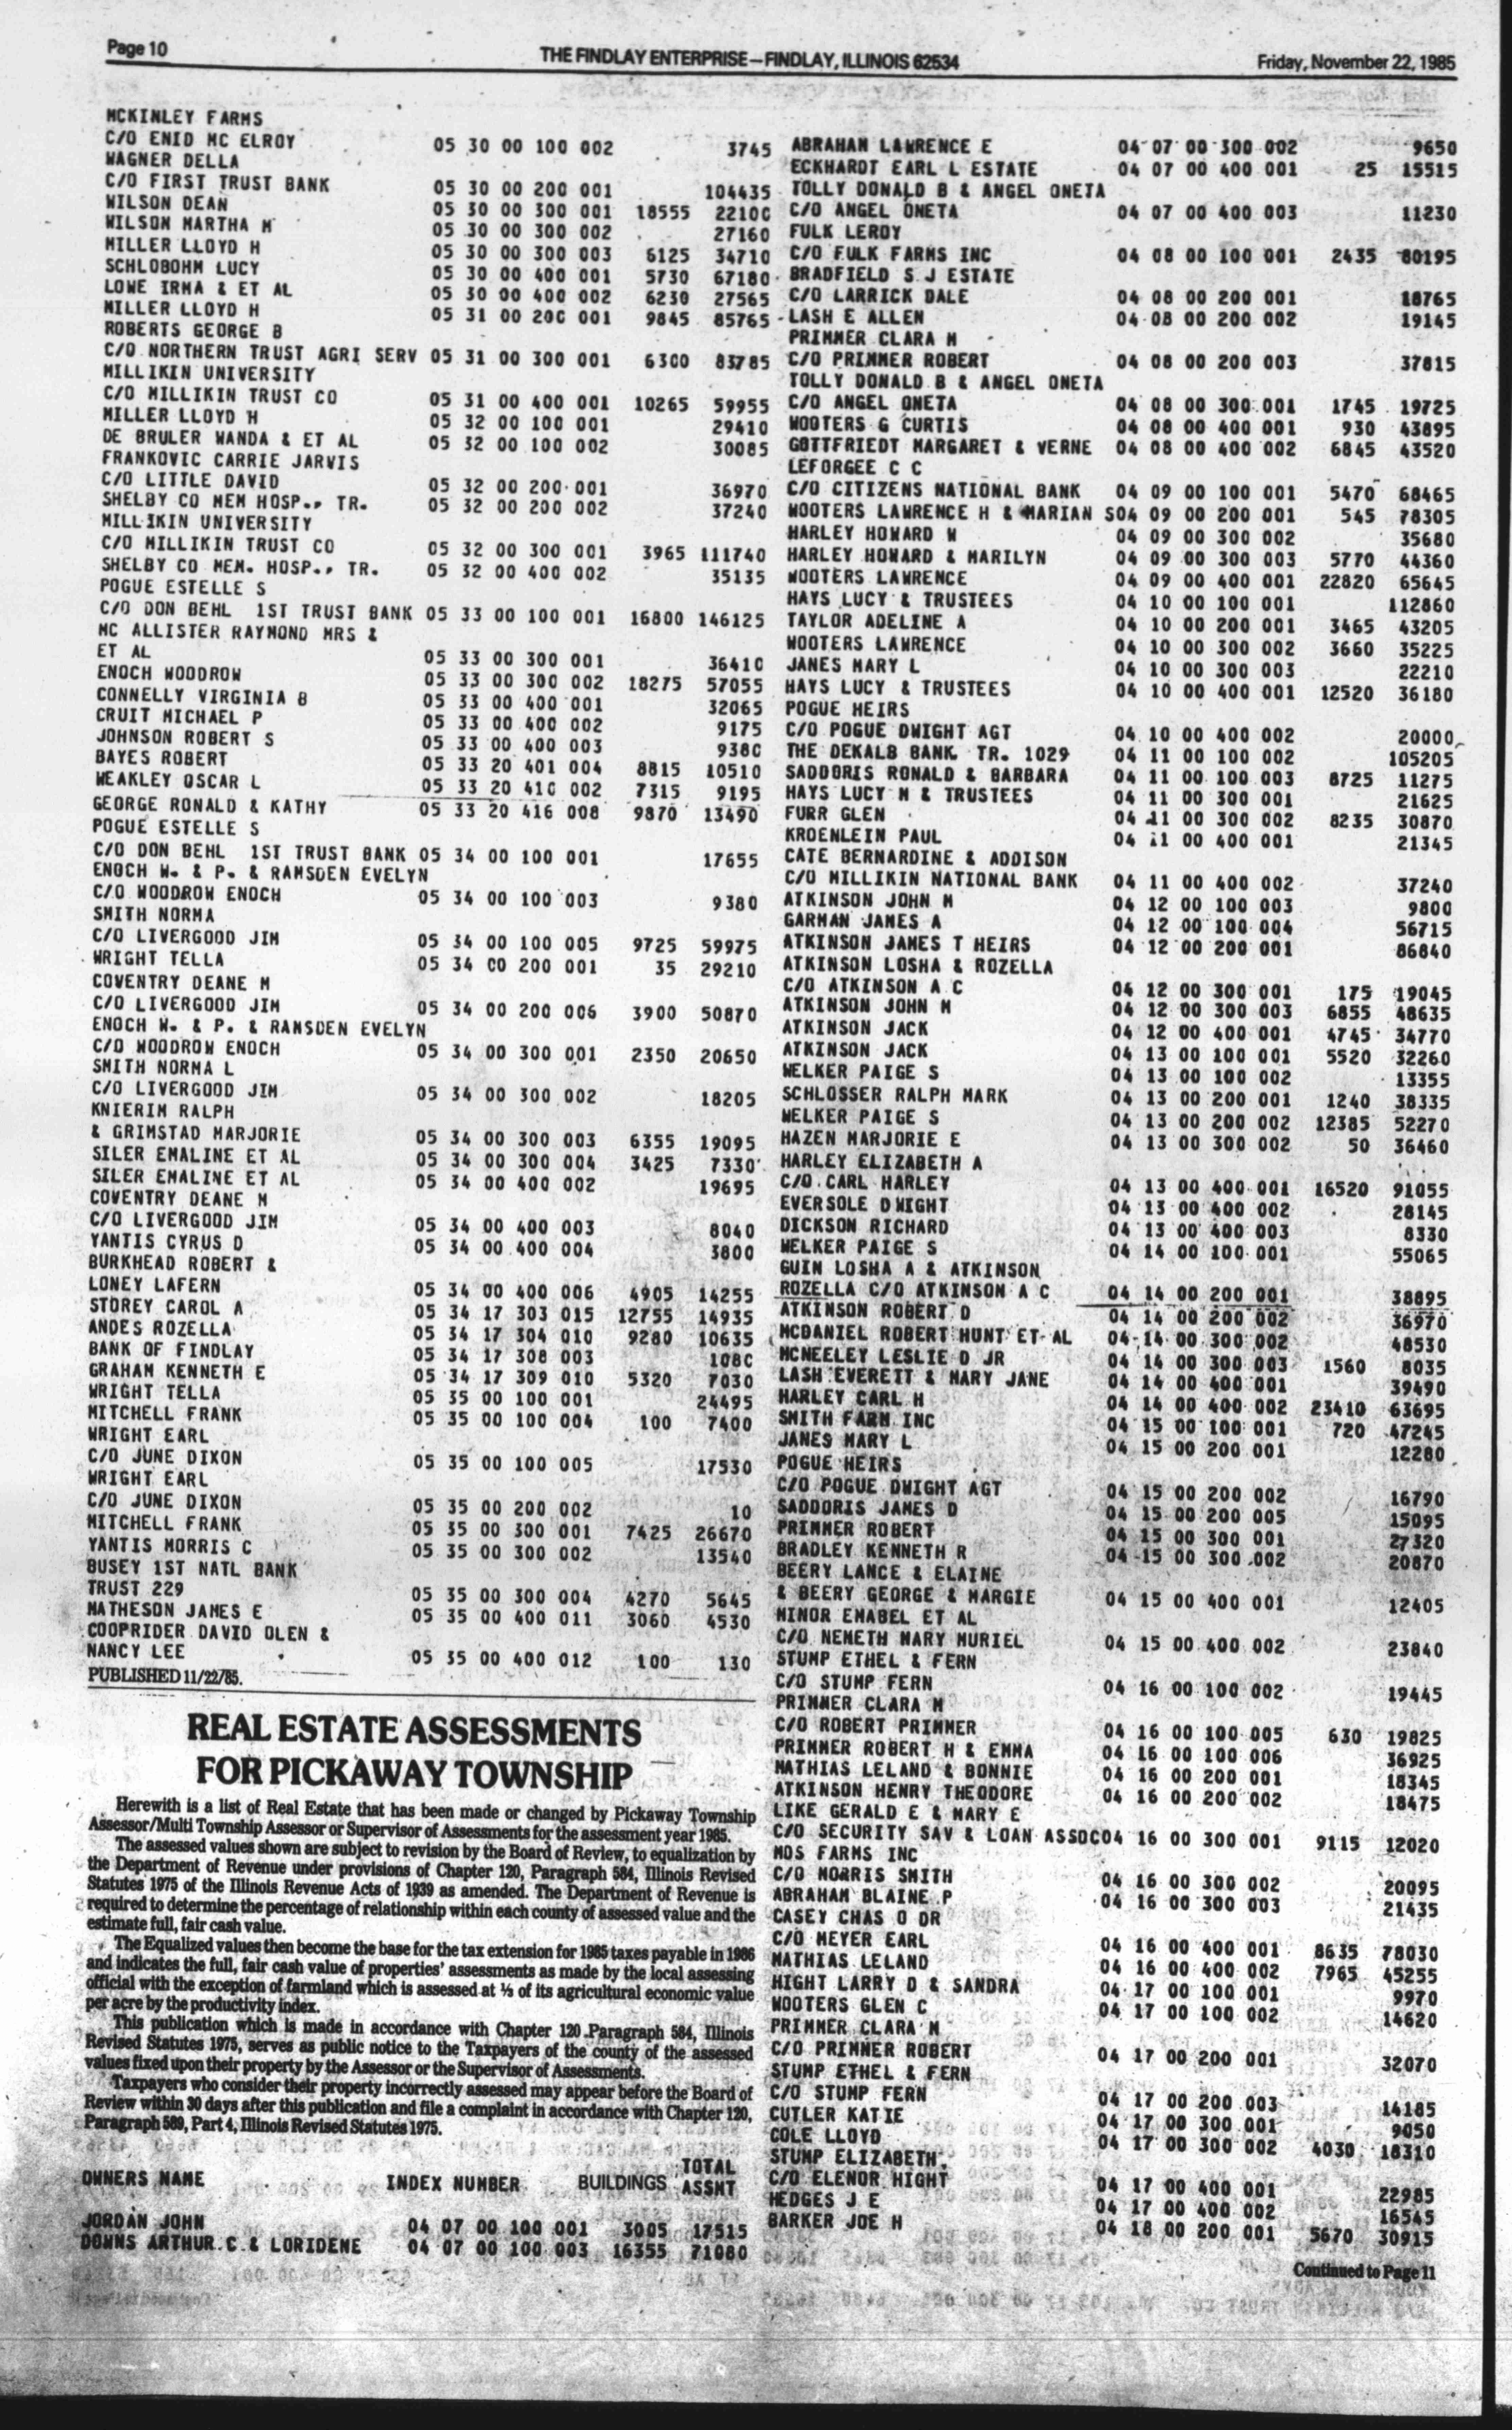 Page 10
THE FINDLAY ENTERPRISE—FINDLAY, ILLINOIS 62534
Friday, November 22, 1985
MCKINLEY FARMS
C/O ENID MC ELROY 05 30 00 100 002 3745
WAGNER DELLA
C/O FIRST TRUST BANK 05 30 00 200 001 104435
WILSON DEAN 05 30 00 300 001 18555 22100
WILSON MARTHA M 05 30 00 300 002 27160
MILLER LLOYD H 05 30 00 300 003 6125 34710
SCHLOBOHM LUCY 05 30 00 400 001 5730 67180
LOWE IRMA & ET AL 05 30 00 400 002 6230 27565
MILLER LLOYD H 05 31 00 200 001 9845 85765
ROBERTS GEORGE B
C/O NORTHERN TRUST AGRI SERV 05 31 00 300 001 6300 83785
MILLIKIN UNIVERSITY
C/O MILLIKIN TRUST CO 05 31 00 400 001 10265 59955
MILLER LLOYD H 05 32 00 100 001 29410
DE BRULER WANDA & ET AL 05 32 00 100 002 30085
FRANKOVIC CARRIE JARVIS
C/O LITTLE DAVID 05 32 00 200 001 36970
SHELBY CO MEM HOSP., TR. 05 32 00 200 002 37240
MILLIKIN UNIVERSITY
C/O MILLIKIN TRUST CO 05 32 00 300 001 3965 111740
SHELBY CO MEM. HOSP., TR. 05 32 00 400 002 35135
POGUE ESTELLE S
C/O DON BEHL 1ST TRUST BANK 05 33 00 100 001 16800 146125
MC ALLISTER RAYMOND MRS &
ET AL 05 33 00 300 001 36410
ENOCH WOODROW 05 33 00 300 002 18275 57055
CONNELLY VIRGINIA B 05 33 00 400 001 32065
CRUIT MICHAEL P 05 33 00 400 002 9175
JOHNSON ROBERT S 05 33 00 400 003 9380
BAYES ROBERT 05 33 20 401 004 8815 10510
WEAKLEY OSCAR L 05 33 20 410 002 7315 9195
GEORGE RONALD & KATHY 05 33 20 416 008 9870 13490
POGUE ESTELLE S
C/O DON BEHL 1ST TRUST BANK 05 34 00 100 001 17655
ENOCH W. & P. & RAMSDEN EVELYN
C/O WOODROW ENOCH 05 34 00 100 003 9380
SMITH NORMA
C/O LIVERGOOD JIM 05 34 00 100 005 9725 59975
WRIGHT TELLA 05 34 00 200 001 35 29210
COVENTRY DEANE M
C/O LIVERGOOD JIM 05 34 00 200 006 3900 50870
ENOCH W. & P. & RAMSDEN EVELYN
C/O WOODROW ENOCH 05 34 00 300 001 2350 20650
SMITH NORMA L
C/O LIVERGOOD JIM 05 34 00 300 002 18205
KNIERIM RALPH
& GRIMSTAD MARJORIE 05 34 00 300 003 6355 19095
SILER EMALINE ET AL 05 34 00 300 004 3425 7330
SILER EMALINE ET AL 05 34 00 400 002 19695
COVENTRY DEANE M
C/O LIVERGOOD JIM 05 34 00 400 003 8040
YANTIS CYRUS D 05 34 00 400 004 3800
BURKHEAD ROBERT &
LONEY LAFERN 05 34 00 400 006 4905 14255
STOREY CAROL A 05 34 17 303 015 12755 14935
ANDES ROZELLA 05 34 17 304 010 9280 10635
BANK OF FINDLAY 05 34 17 308 003 1080
GRAHAM KENNETH E 05 34 17 309 010 5320 7030
WRIGHT TELLA 05 35 00 100 001 24495
MITCHELL FRANK 05 35 00 100 004 100 7400
WRIGHT EARL
C/O JUNE DIXON 05 35 00 100 005 17530
WRIGHT EARL
C/O JUNE DIXON 05 35 00 200 002 10
MITCHELL FRANK 05 35 00 300 001 7425 26670
YANTIS MORRIS C 05 35 00 300 002 13540
BUSEY 1ST NATL BANK
TRUST 229 05 35 00 300 004 4270 5645
MATHESON JAMES E 05 35 00 400 011 3060 4530
COOPRIDER DAVID OLEN &
NANCY LEE 05 35 00 400 012 100 130
PUBLISHED 11/22/85.
REAL ESTATE ASSESSMENTS
FOR PICKAWAY TOWNSHIP
Herewith is a list of Real Estate that has been made or changed by Pickaway Township
Assessor/Multi Township Assessor or Supervisor of Assessments for the assessment year 1985.
The assessed values shown are subject to revision by the Board of Review, to equalization by
the Department of Revenue under provisions of Chapter 120, Paragraph 584, Illinois Revised
Statutes 1975 of the Illinois Revenue Acts of 1939 as amended. The Department of Revenue is
required to determine the percentage of relationship within each county of assessed value and the
estimate full, fair cash value.
The Equalized values then become the base for the tax extension for 1985 taxes payable in 1986
and indicates the full, fair cash value of properties' assessments as made by the local assessing
official with the exception of farmland which is assessed at ⅓ of its agricultural economic value
per acre by the productivity index.
This publication which is made in accordance with Chapter 120 Paragraph 584, Illinois
Revised Statutes 1975, serves as public notice to the Taxpayers of the county of the assessed
values fixed upon their property by the Assessor or the Supervisor of Assessments.
Taxpayers who consider their property incorrectly assessed may appear before the Board of
Review within 30 days after this publication and file a complaint in accordance with Chapter 120,
Paragraph 589, Part 4, Illinois Revised Statutes 1975.
OWNERS NAME INDEX NUMBER BUILDINGS TOTAL ASSMT
JORDAN JOHN 04 07 00 100 001 3005 17515
DOWNS ARTHUR C & LORIDENE 04 07 00 100 003 16355 71080
ABRAHAM LAWRENCE E 04 07 00 300 002 9650
ECKHARDT EARL L ESTATE 04 07 00 400 001 25 15515
TOLLY DONALD B & ANGEL ONETA
C/O ANGEL ONETA 04 07 00 400 003 11230
FULK LEROY
C/O FULK FARMS INC 04 08 00 100 001 2435 80195
BRADFIELD S J ESTATE
C/O LARRICK DALE 04 08 00 200 001 18765
LASH E ALLEN 04 08 00 200 002 19145
PRIMMER CLARA M
C/O PRIMMER ROBERT 04 08 00 200 003 37815
TOLLY DONALD B & ANGEL ONETA
C/O ANGEL ONETA 04 08 00 300 001 1745 19725
WOOTERS G CURTIS 04 08 00 400 001 930 43895
GOTTFRIEDT MARGARET & VERNE 04 08 00 400 002 6845 43520
LEFORGEE C C
C/O CITIZENS NATIONAL BANK 04 09 00 100 001 5470 68465
WOOTERS LAWRENCE H & MARIAN S04 09 00 200 001 545 78305
HARLEY HOWARD W 04 09 00 300 002 35680
HARLEY HOWARD & MARILYN 04 09 00 300 003 5770 44360
WOOTERS LAWRENCE 04 09 00 400 001 22820 65645
HAYS LUCY & TRUSTEES 04 10 00 100 001 112860
TAYLOR ADELINE A 04 10 00 200 001 3465 43205
WOOTERS LAWRENCE 04 10 00 300 002 3660 35225
JANES MARY L 04 10 00 300 003 22210
HAYS LUCY & TRUSTEES 04 10 00 400 001 12520 36180
POGUE HEIRS
C/O POGUE DWIGHT AGT 04 10 00 400 002 20000
THE DEKALB BANK TR. 1029 04 11 00 100 002 105205
SADDORIS RONALD & BARBARA 04 11 00 100 003 8725 11275
HAYS LUCY M & TRUSTEES 04 11 00 300 001 21625
FURR GLEN 04 11 00 300 002 8235 30870
KROENLEIN PAUL 04 11 00 400 001 21345
CATE BERNARDINE & ADDISON
C/O MILLIKIN NATIONAL BANK 04 11 00 400 002 37240
ATKINSON JOHN M 04 12 00 100 003 9800
GARMAN JAMES A 04 12 00 100 004 56715
ATKINSON JAMES T HEIRS 04 12 00 200 001 86840
ATKINSON LOSHA & ROZELLA
C/O ATKINSON A C 04 12 00 300 001 175 19045
ATKINSON JOHN M 04 12 00 300 003 6855 48635
ATKINSON JACK 04 12 00 400 001 4745 34770
ATKINSON JACK 04 13 00 100 001 5520 32260
WELKER PAIGE S 04 13 00 100 002 13355
SCHLOSSER RALPH MARK 04 13 00 200 001 1240 38335
WELKER PAIGE S 04 13 00 200 002 12385 52270
HAZEN MARJORIE E 04 13 00 300 002 50 36460
HARLEY ELIZABETH A
C/O CARL HARLEY 04 13 00 400 001 16520 91055
EVERSOLE DWIGHT 04 13 00 400 002 28145
DICKSON RICHARD 04 13 00 400 003 8330
WELKER PAIGE S 04 14 00 100 001 55065
GUIN LOSHA A & ATKINSON
ROZELLA C/O ATKINSON A C 04 14 00 200 001 38895
ATKINSON ROBERT D 04 14 00 200 002 36970
MCDANIEL ROBERT HUNT ET AL 04 14 00 300 002 48530
MCNEELEY LESLIE D JR 04 14 00 300 003 1560 8035
LASH EVERETT & MARY JANE 04 14 00 400 001 39490
HARLEY CARL H 04 14 00 400 002 23410 63695
SMITH FARM INC 04 15 00 100 001 720 47245
JANES MARY L 04 15 00 200 001 12280
POGUE HEIRS
C/O POGUE DWIGHT AGT 04 15 00 200 002 16790
SADDORIS JAMES D 04 15 00 200 005 15095
PRIMMER ROBERT 04 15 00 300 001 27320
BRADLEY KENNETH R 04 15 00 300 002 20870
BEERY LANCE & ELAINE
& BEERY GEORGE & MARGIE 04 15 00 400 001 12405
MINOR EMABEL ET AL
C/O NEMETH MARY MURIEL 04 15 00 400 002 23840
STUMP ETHEL & FERN
C/O STUMP FERN 04 16 00 100 002 19445
PRIMMER CLARA M
C/O ROBERT PRIMMER 04 16 00 100 005 630 19825
PRIMMER ROBERT H & EMMA 04 16 00 100 006 36925
MATHIAS LELAND & BONNIE 04 16 00 200 001 18345
ATKINSON HENRY THEODORE 04 16 00 200 002 18475
LIKE GERALD E & MARY E
C/O SECURITY SAV & LOAN ASSOC04 16 00 300 001 9115 12020
MOS FARMS INC
C/O MORRIS SMITH 04 16 00 300 002 20095
ABRAHAM BLAINE P 04 16 00 300 003 21435
CASEY CHAS O DR
C/O MEYER EARL 04 16 00 400 001 8635 78030
MATHIAS LELAND 04 16 00 400 002 7965 45255
HIGHT LARRY D & SANDRA 04 17 00 100 001 9970
WOOTERS GLEN C 04 17 00 100 002 14620
PRIMMER CLARA M
C/O PRIMMER ROBERT 04 17 00 200 001 32070
STUMP ETHEL & FERN
C/O STUMP FERN 04 17 00 200 003 14185
CUTLER KATIE 04 17 00 300 001 9050
COLE LLOYD 04 17 00 300 002 4030 18310
STUMP ELIZABETH
C/O ELENOR HIGHT 04 17 00 400 001 22985
HEDGES J E 04 17 00 400 002 16545
BARKER JOE H 04 18 00 200 001 5670 30915
Continued to Page 11